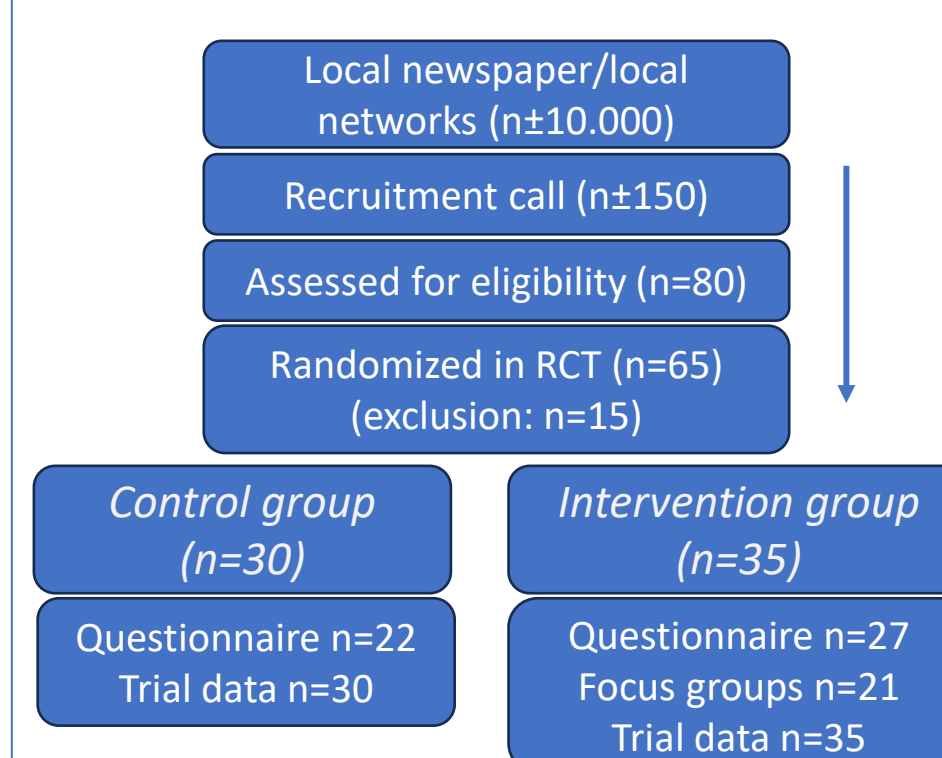 Local newspaper/local
networks (n±10.000)
Recruitment call (n±150)
Assessed for eligibility (n=80)
Randomized in RCT (n=65)
(exclusion: n=15)
Control group
(n=30)
Intervention group
(n=35)
Questionnaire n=22
Trial data n=30
Questionnaire n=27
Focus groups n=21
Trial data n=35